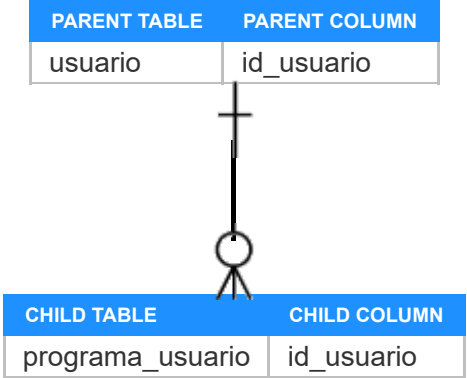 PARENT TABLE PARENT COLUMN
usuario id_usuario
CHILD TABLE CHILD COLUMN
programa_usuario id_usuario